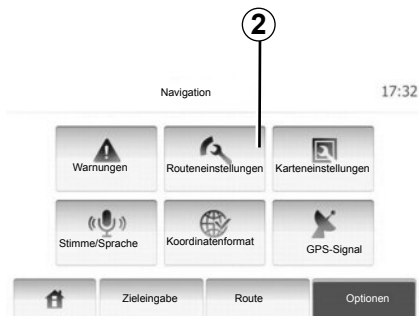 2
Navigation 17:32
Warnungen Routeneinstellungen Karteneinstellungen
Stimme/Sprache Koordinatenformat GPS-Signal
Zieleingabe Route Optionen